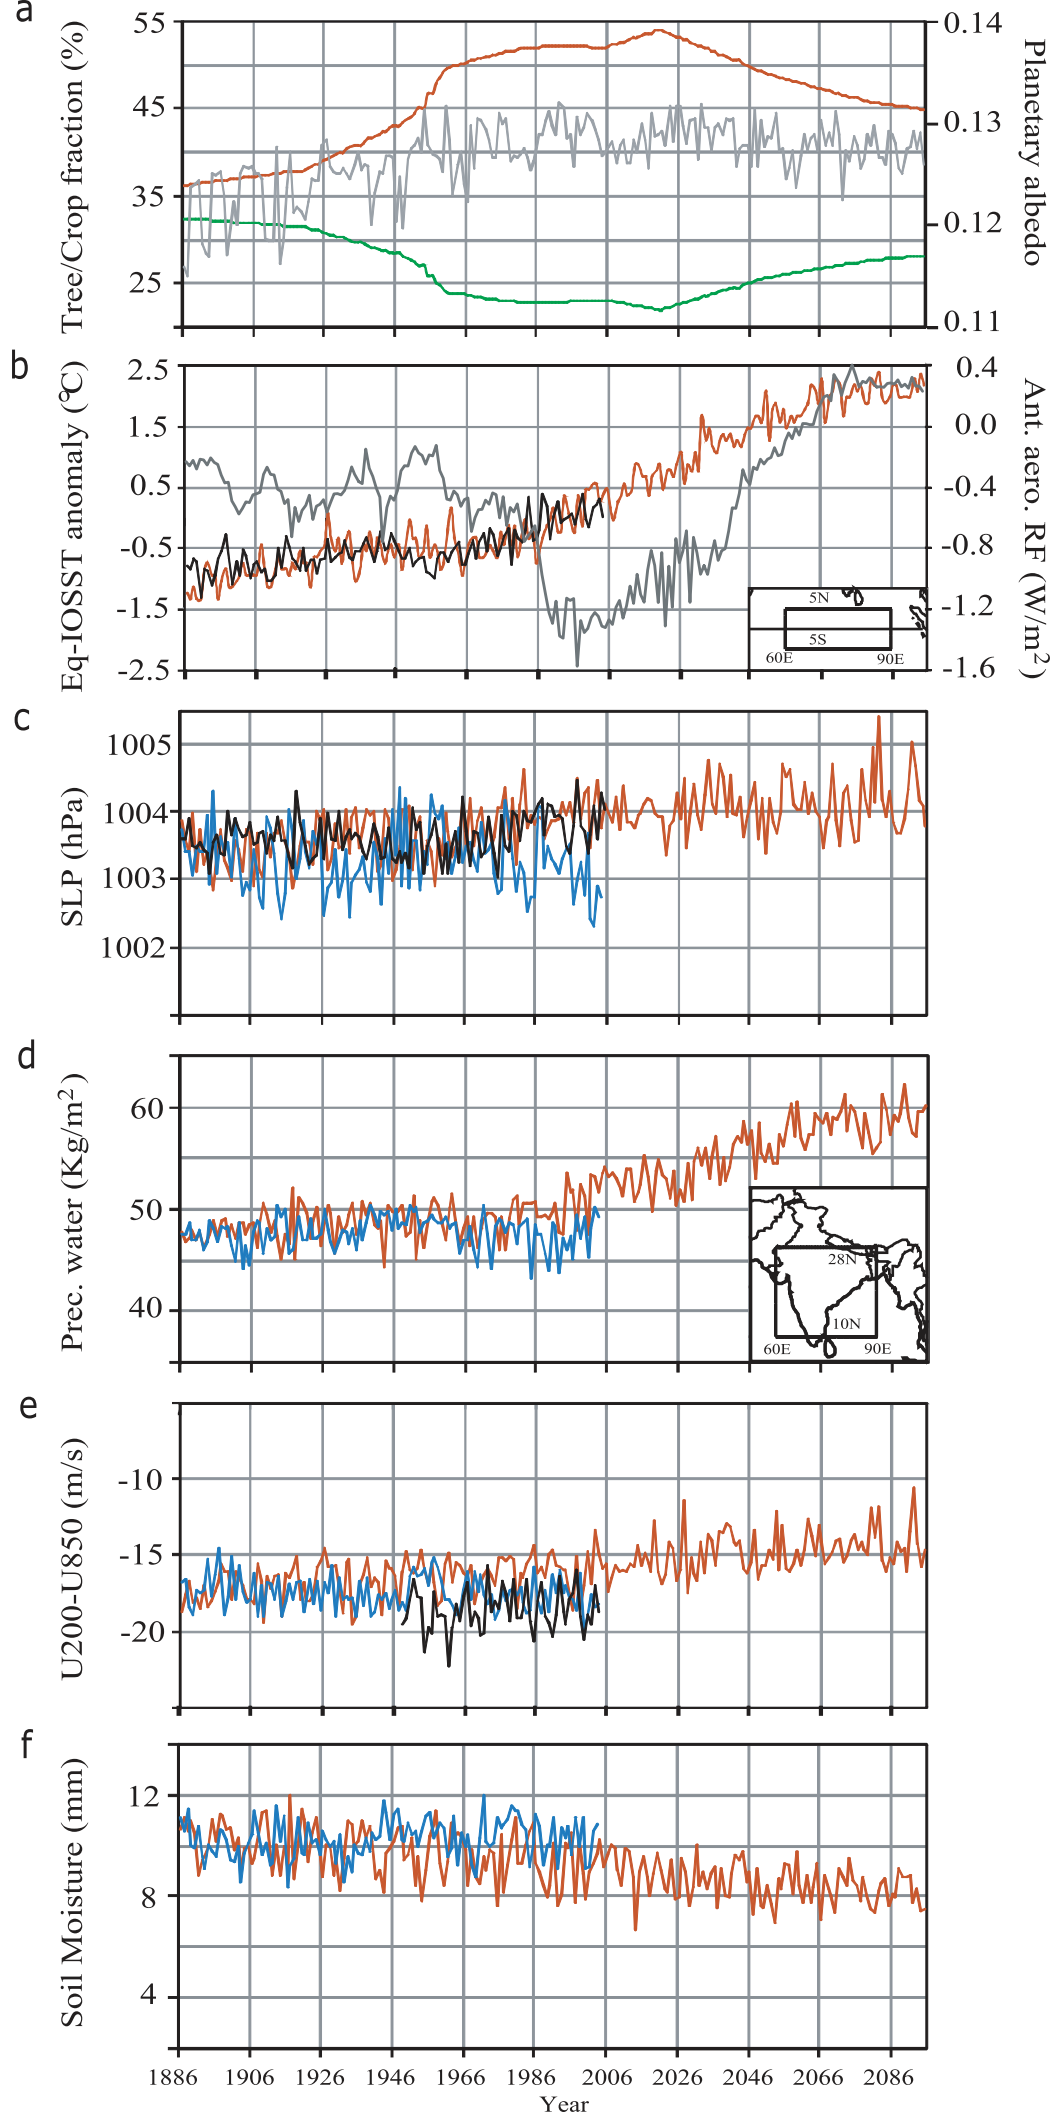 a
55
45
35
25
Tree/Crop fraction (%)
0.14
0.13
0.12
0.11
Planetary albedo
b
2.5
1.5
0.5
-0.5
-1.5
-2.5
Eq-IOSST anomaly (℃)
0.4
0.0
-0.4
-0.8
-1.2
-1.6
Ant. aero. RF (W/m²)
5N
5S
60E 90E
c
1005
1004
1003
1002
SLP (hPa)
d
60
50
40
Prec. water (Kg/m²)
28N
10N
60E 90E
e
-10
-15
-20
U200-U850 (m/s)
f
12
8
4
Soil Moisture (mm)
1886 1906 1926 1946 1966 1986 2006 2026 2046 2066 2086
Year